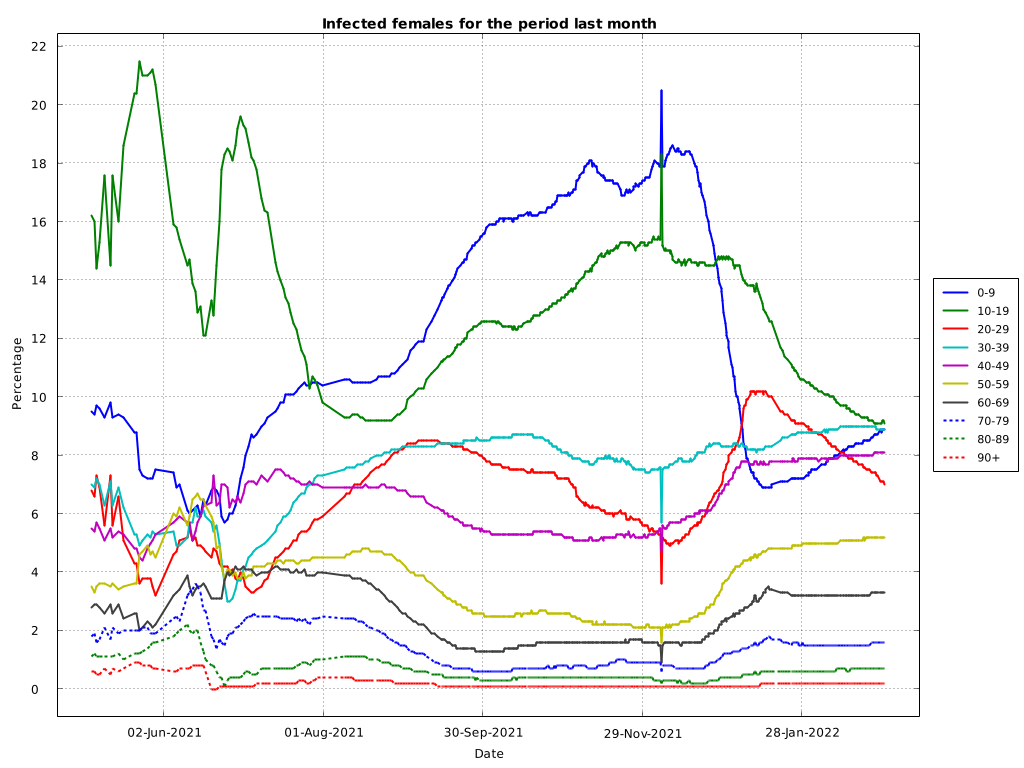 Infected females for the period last month
22
20
18
16
14
12
10
8
6
4
2
0
Percentage
02-Jun-2021
01-Aug-2021
30-Sep-2021
29-Nov-2021
28-Jan-2022
Date
0-9
10-19
20-29
30-39
40-49
50-59
60-69
70-79
80-89
90+